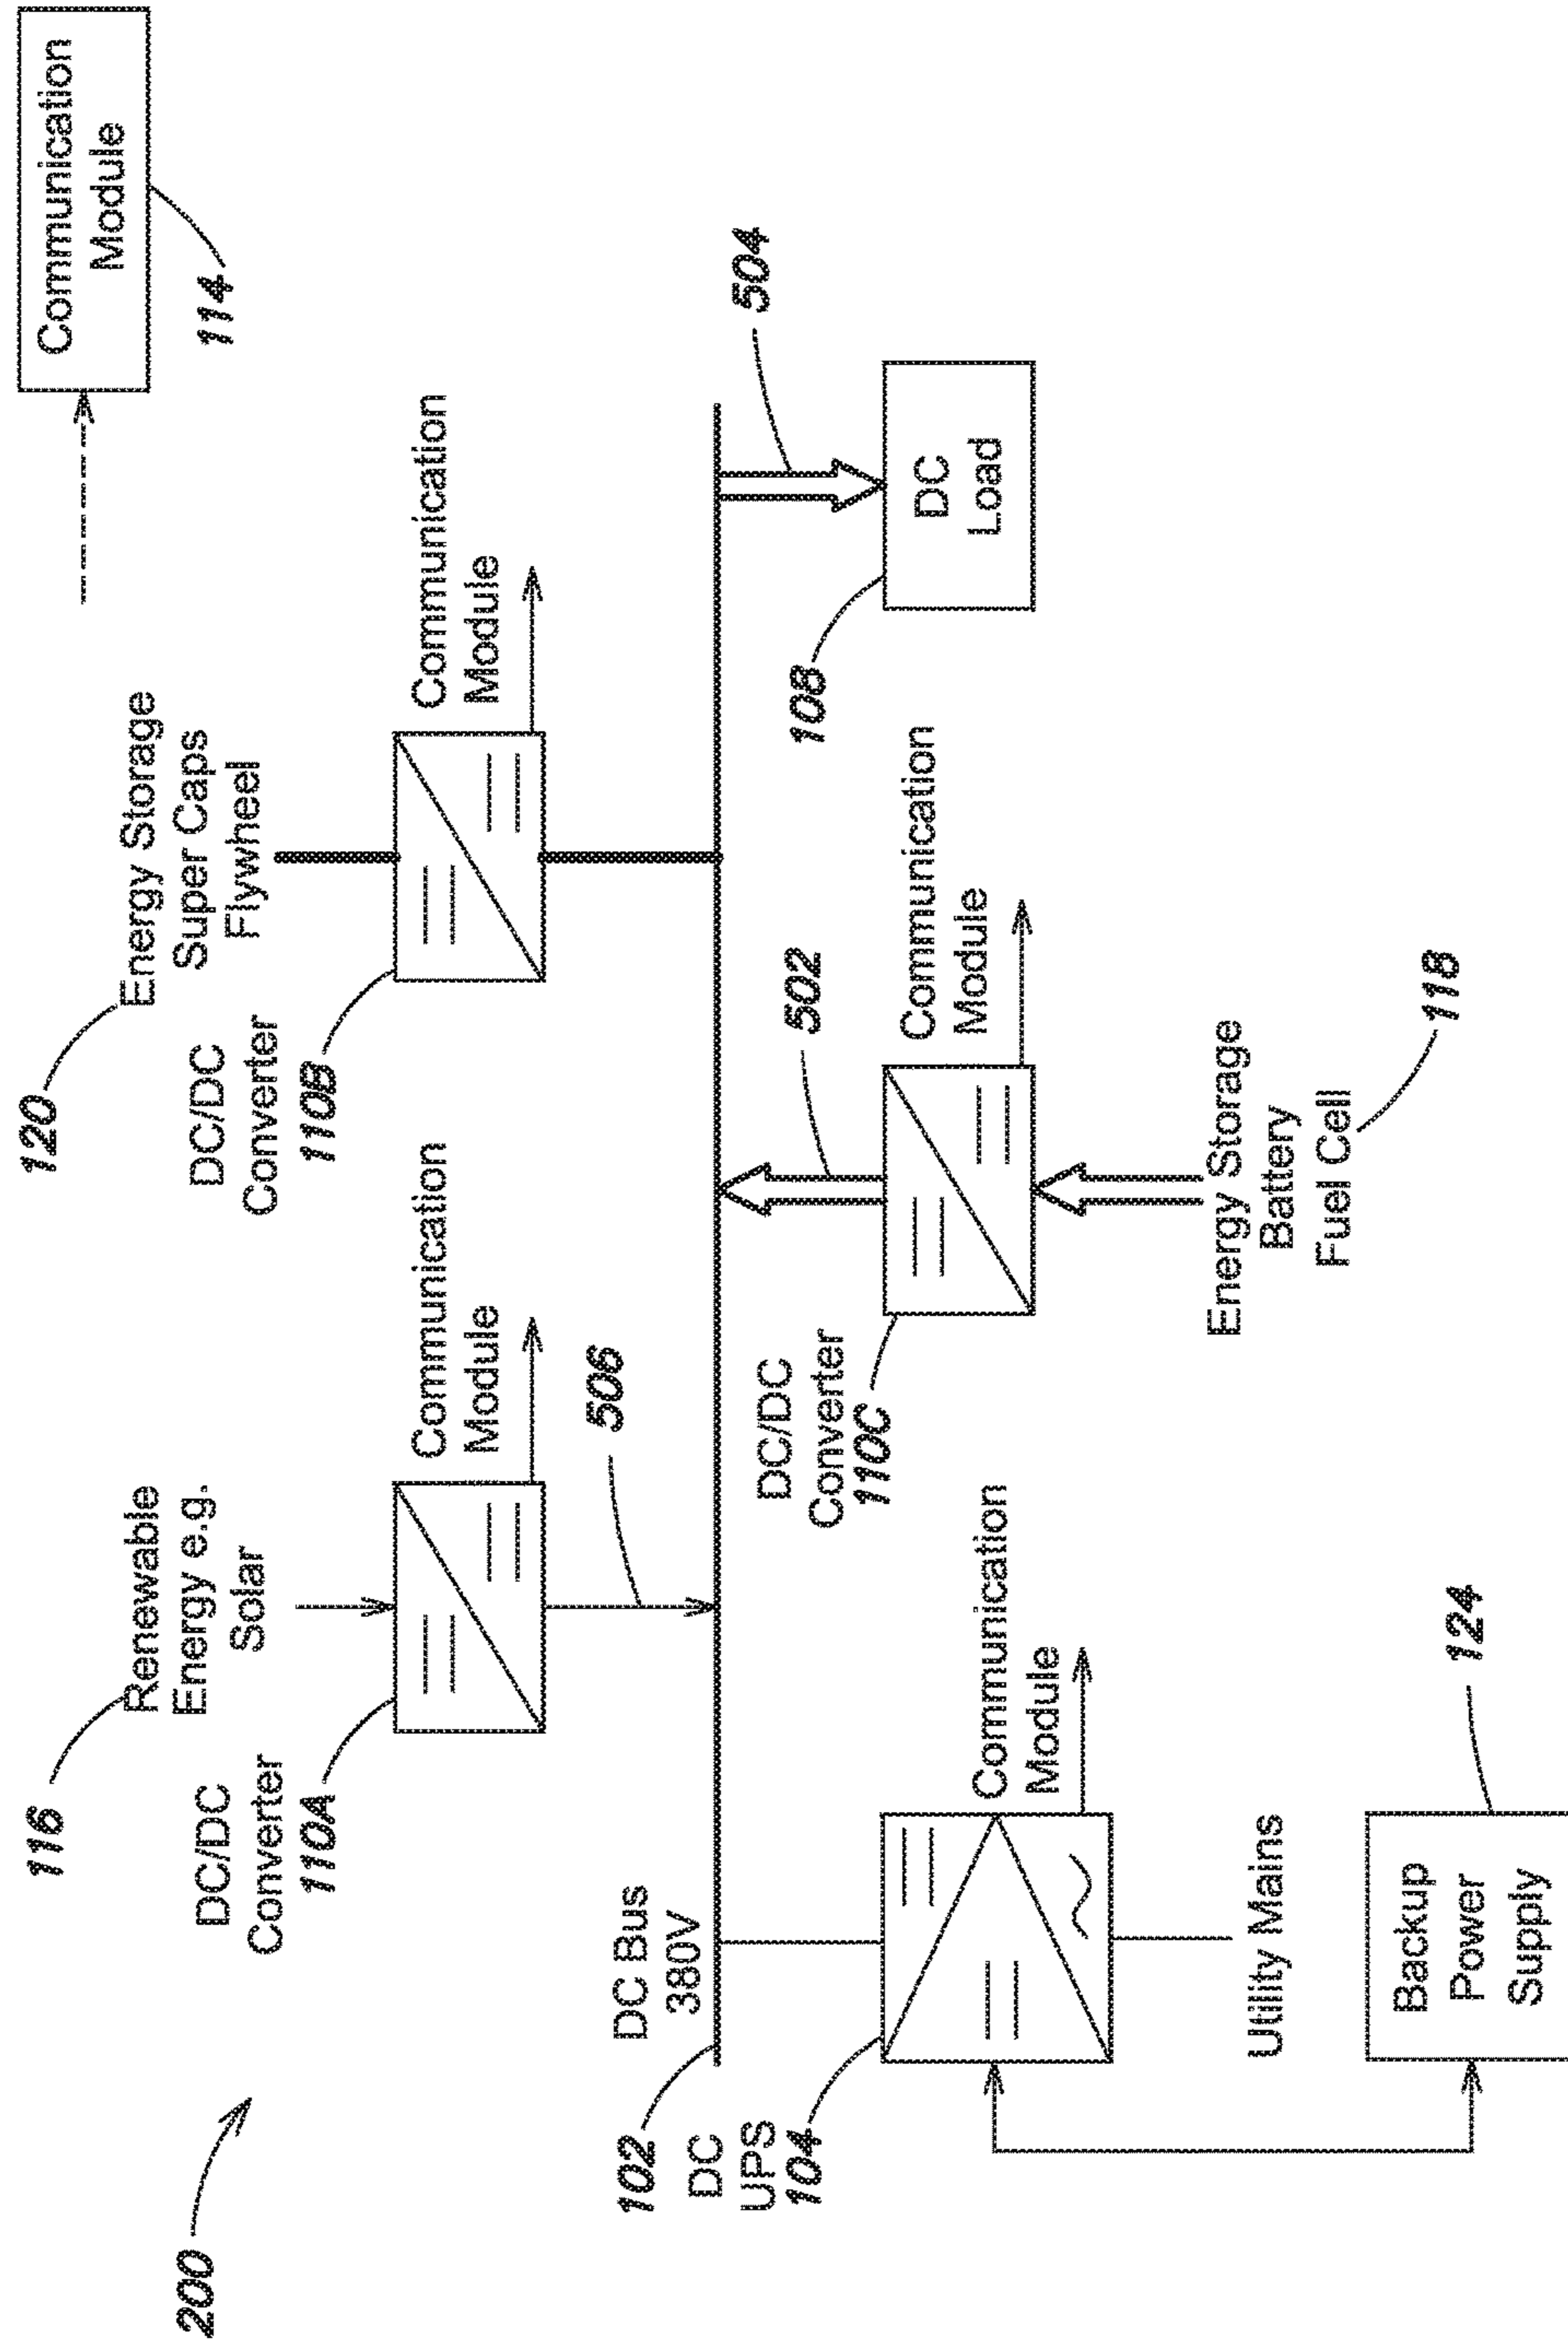 200
116
Renewable
Energy e.g.
Solar
DC/DC
Converter
110A
Communication
Module
506
120
Energy Storage
Super Caps
Flywheel
DC/DC
Converter
110B
Communication
Module
Communication
Module
114
DC Bus
380V
102
DC
UPS
104
Communication
Module
Utility Mains
Backup
Power
Supply
124
DC/DC
Converter
110C
502
Communication
Module
Energy Storage
Battery
Fuel Cell
118
504
108
DC
Load